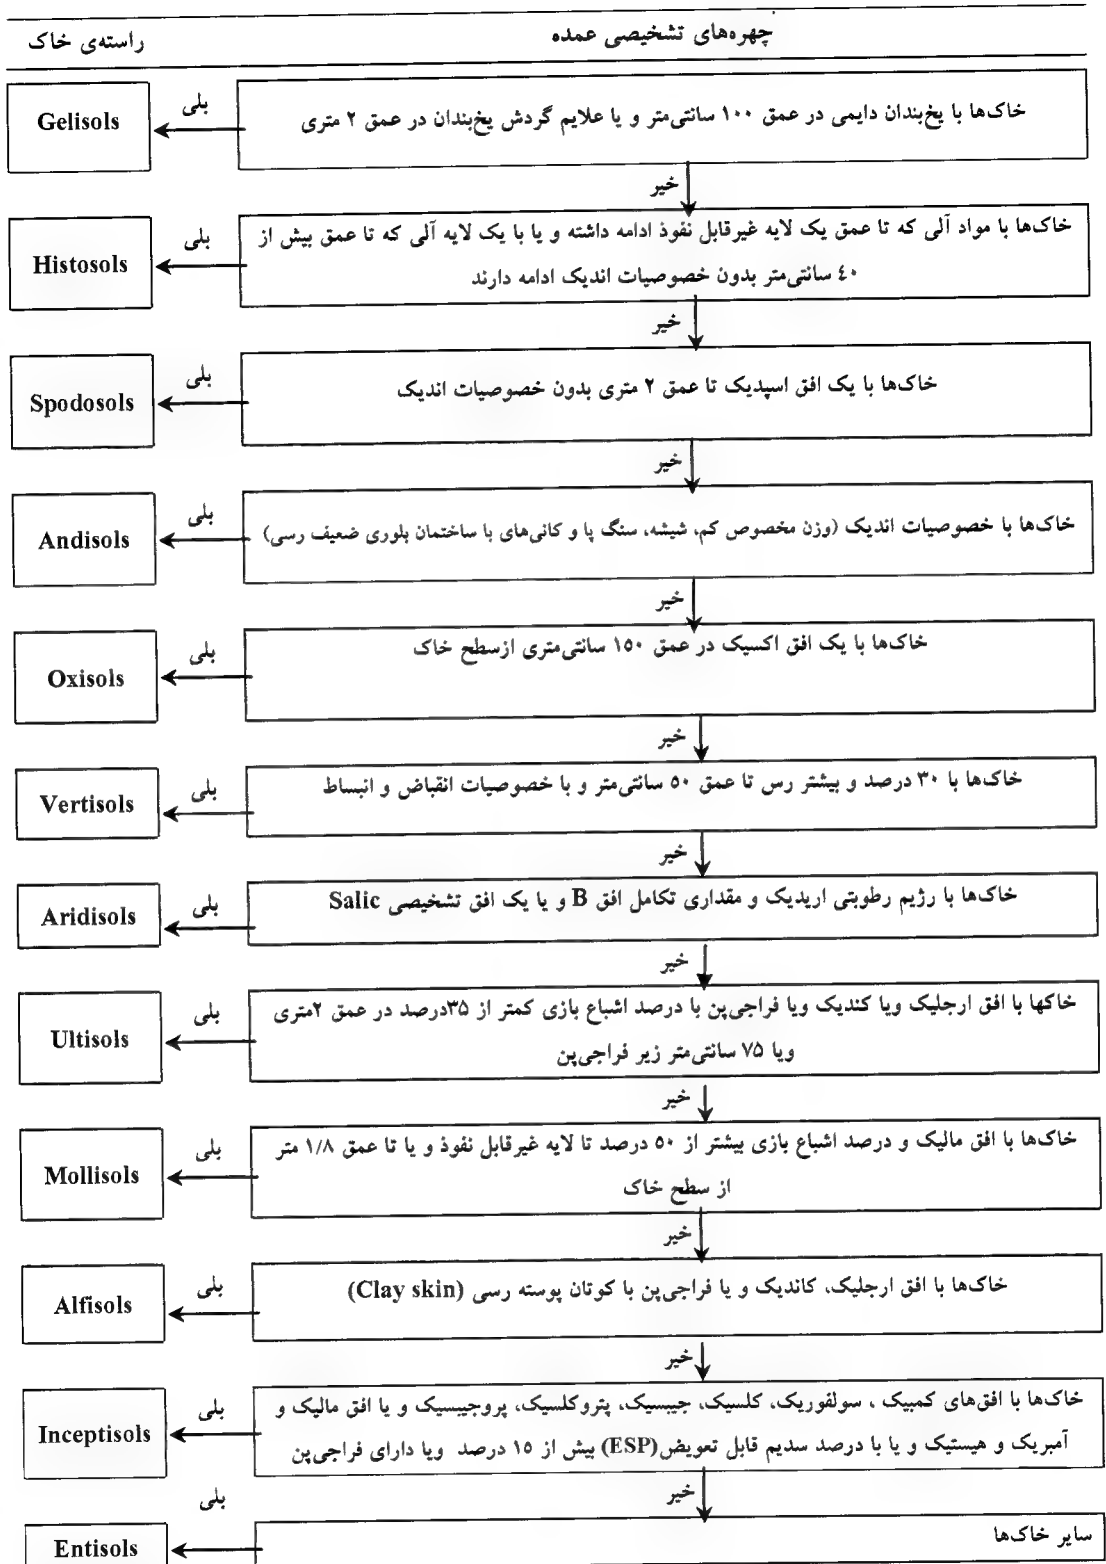 چهره‌های تشخیصی عمده
راسته‌ی خاک
خاک‌ها با یخ‌بندان دایمی در عمق ۱۰۰ سانتی‌متر و یا علایم گردش یخ‌بندان در عمق ۲ متری
بلی
Gelisols
خیر
خاک‌ها با مواد آلی که تا عمق یک لایه غیرقابل نفوذ ادامه داشته و یا با یک لایه آلی که تا عمق بیش از
۴۰ سانتی‌متر بدون خصوصیات اندیک ادامه دارند
بلی
Histosols
خیر
خاک‌ها با یک افق اسپدیک تا عمق ۲ متری بدون خصوصیات اندیک
بلی
Spodosols
خیر
خاک‌ها با خصوصیات اندیک (وزن مخصوص کم، شیشه، سنگ پا و کانی‌های با ساختمان بلوری ضعیف رسی)
بلی
Andisols
خیر
خاک‌ها با یک افق اکسیک در عمق ۱۵۰ سانتی‌متری ازسطح خاک
بلی
Oxisols
خیر
خاک‌ها با ۳۰ درصد و بیشتر رس تا عمق ۵۰ سانتی‌متر و با خصوصیات انقباض و انبساط
بلی
Vertisols
خیر
خاک‌ها با رژیم رطوبتی اریدیک و مقداری تکامل افق B و یا یک افق تشخیصی Salic
بلی
Aridisols
خیر
خاکها با افق ارجلیک ویا کندیک ویا فراجی‌پن با درصد اشباع بازی کمتر از ۳۵درصد در عمق ۲متری
ویا ۷۵ سانتی‌متر زیر فراجی‌پن
بلی
Ultisols
خیر
خاک‌ها با افق مالیک و درصد اشباع بازی بیشتر از ۵۰ درصد تا لایه غیرقابل نفوذ و یا تا عمق ۱/۸ متر
از سطح خاک
بلی
Mollisols
خیر
خاک‌ها با افق ارجلیک، کاندیک و یا فراجی‌پن با کوتان پوسته رسی (Clay skin)
بلی
Alfisols
خیر
خاک‌ها با افق‌های کمبیک ، سولفوریک، کلسیک، جیبسیک، پتروکلسیک، پروجیبسیک و یا افق مالیک و
آمبریک و هیستیک و یا با درصد سدیم قابل تعویض(ESP) بیش از ۱۵ درصد ویا دارای فراجی‌پن
بلی
Inceptisols
خیر
سایر خاک‌ها
بلی
Entisols